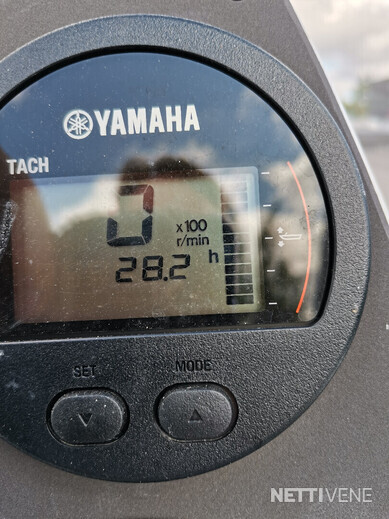 YAMAHA
TACH
0 x100 r/min
28.2 h
SET MODE
NETTIVENE